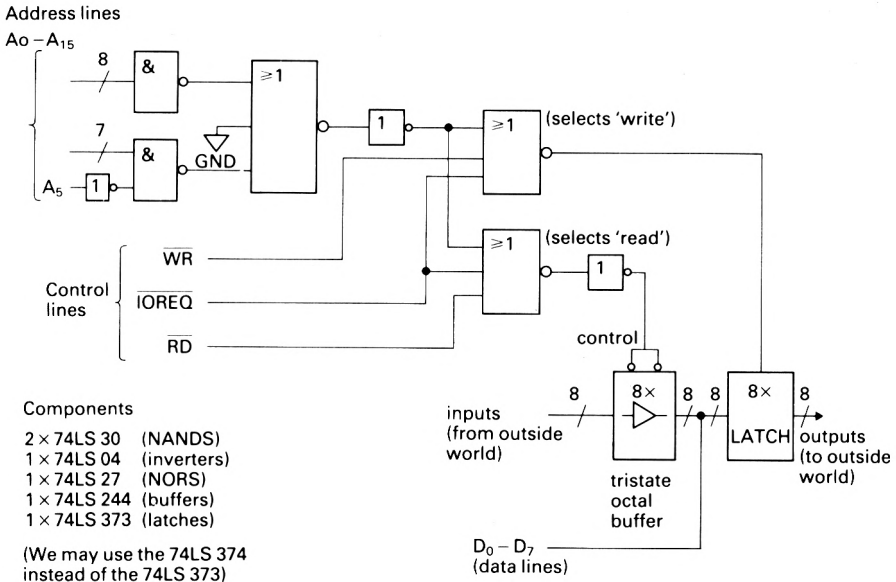 Address lines
Ao – A15
8
&
≥1
7
&
GND
A5
1
1
≥1
(selects ‘write’)
≥1
(selects ‘read’)
1
Control
lines
WR
IOREQ
RD
control
inputs
(from outside
world)
8
8×
8
8
8×
LATCH
8
outputs
(to outside
world)
tristate
octal
buffer
D0 – D7
(data lines)
Components
2 × 74LS 30 (NANDS)
1 × 74LS 04 (inverters)
1 × 74LS 27 (NORS)
1 × 74LS 244 (buffers)
1 × 74LS 373 (latches)
(We may use the 74LS 374
instead of the 74LS 373)